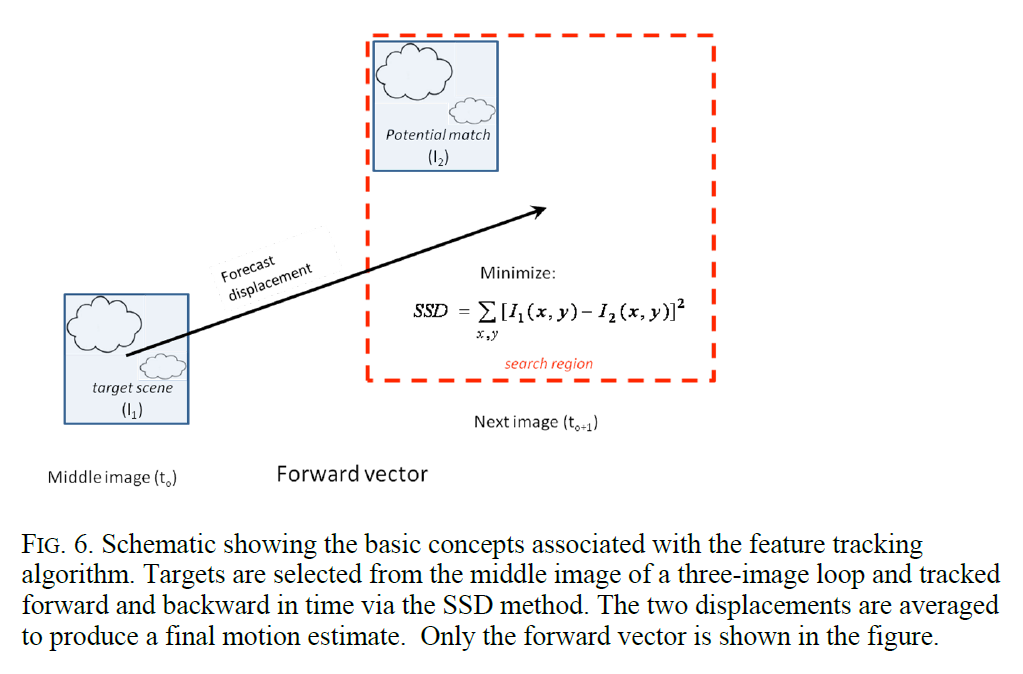 Potential match
(I₂)
Forecast
displacement
Minimize:
SSD = ∑[I₁(x, y) – I₂(x, y)]²
x,y
search region
target scene
(I₁)
Next image (tₒ₊₁)
Middle image (tₒ)
Forward vector
FIG. 6. Schematic showing the basic concepts associated with the feature tracking
algorithm. Targets are selected from the middle image of a three-image loop and tracked
forward and backward in time via the SSD method. The two displacements are averaged
to produce a final motion estimate.  Only the forward vector is shown in the figure.